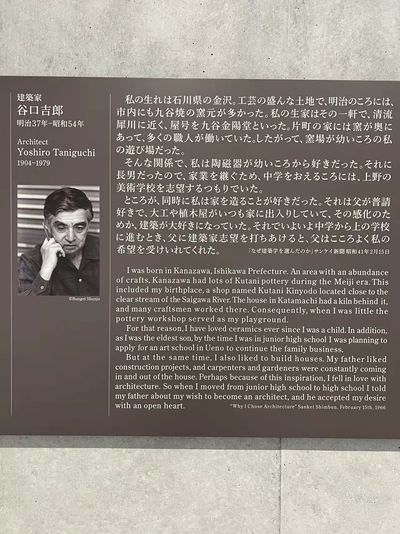 建築家
谷口吉郎
明治37年–昭和54年
Architect
Yoshiro Taniguchi
1904–1979
©Bungei Shunju
私の生れは石川県の金沢。工芸の盛んな土地で、明治のころには、
市内にも九谷焼の窯元が多かった。私の生家はその一軒で、清流
犀川に近く、屋号を九谷金陽堂といった。片町の家には窯が奥に
あって、多くの職人が働いていた。したがって、窯場が幼いころの私
の遊び場だった。
そんな関係で、私は陶磁器が幼いころから好きだった。それに
長男だったので、家業を継ぐため、中学をおえるころには、上野の
美術学校を志望するつもりでいた。
ところが、同時に私は家を造ることが好きだった。それは父が普請
好きで、大工や植木屋がいつも家に出入りしていて、その感化のた
めか、建築が大好きになっていた。それでいよいよ中学から上の学校
に進むとき、父に建築家志望を打ちあけると、父はこころよく私の
希望を受けいれてくれた。
「なぜ建築学を選んだのか」サンケイ新聞 昭和41年2月15日
I was born in Kanazawa, Ishikawa Prefecture. An area with an abundance
of crafts, Kanazawa had lots of Kutani pottery during the Meiji era. This
included my birthplace, a shop named Kutani Kinyodo located close to the
clear stream of the Saigawa River. The house in Katamachi had a kiln behind it,
and many craftsmen worked there. Consequently, when I was little the
pottery workshop served as my playground.
For that reason, I have loved ceramics ever since I was a child. In addition,
as I was the eldest son, by the time I was in junior high school I was planning to
apply for an art school in Ueno to continue the family business.
But at the same time, I also liked to build houses. My father liked
construction projects, and carpenters and gardeners were constantly coming
in and out of the house. Perhaps because of this inspiration, I fell in love with
architecture. So when I moved from junior high school to high school I told
my father about my wish to become an architect, and he accepted my desire
with an open heart.
"Why I Chose Architecture" Sankei Shimbun, February 15th, 1966